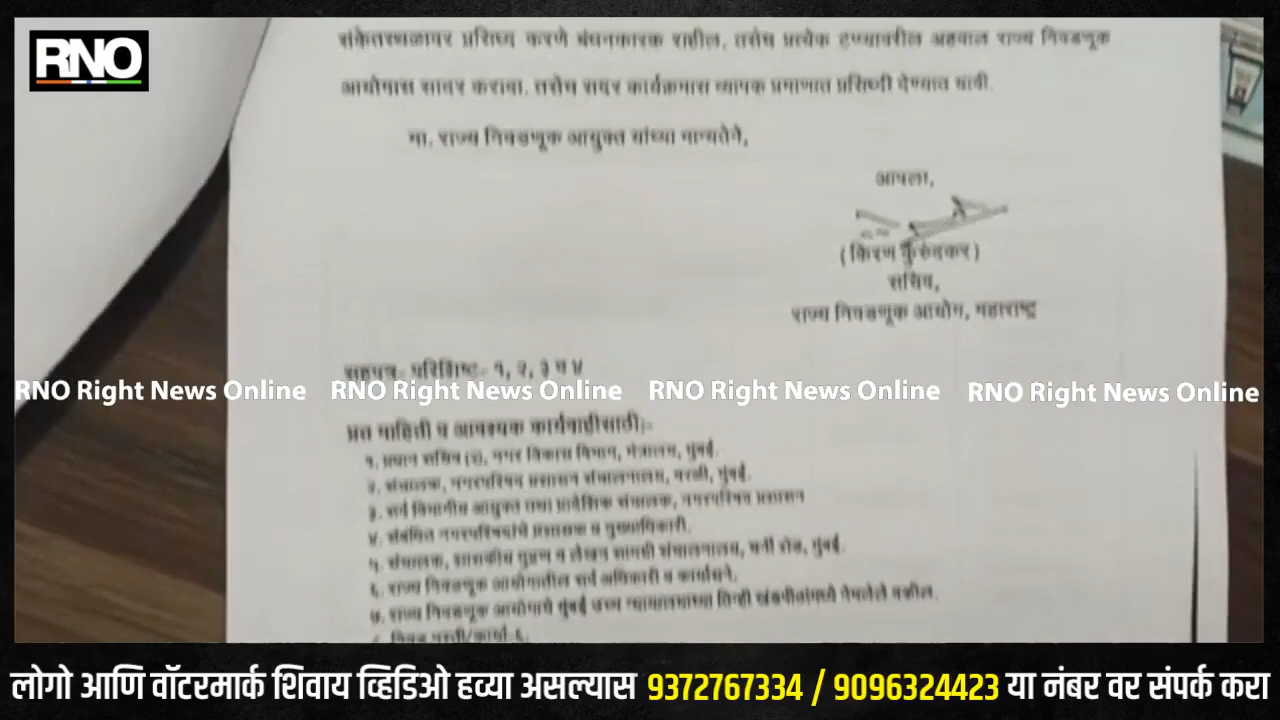 RNO
संकेतस्थळावर प्रसिध्द करणे बंधनकारक राहील. तसेच प्रत्येक टप्यावरील अहवाल राज्य निवडणूक
आयोगास सादर करावा. तसेच सदर कार्यक्रमास व्यापक प्रमाणात प्रसिध्दी देण्यात यावी.
मा. राज्य निवडणूक आयुक्त यांच्या मान्यतेने,
आपला,
(किरण कुरुंदकर)
सचिव,
राज्य निवडणूक आयोग, महाराष्ट्र
सहपत्र- परिशिष्ट- १, २, ३ व ४
RNO Right News Online RNO Right News Online RNO Right News Online RNO Right News Online
प्रत माहिती व आवश्यक कार्यवाहीसाठी:-
१. प्रधान सचिव (२), नगर विकास विभाग, मंत्रालय, मुंबई.
२. संचालक, नगरपरिषद प्रशासन संचालनालय, वरळी, मुंबई.
३. सर्व विभागीय आयुक्त तथा प्रादेशिक संचालक, नगरपरिषद प्रशासन
४. संबंधित नगरपरिषदांचे प्रशासक व मुख्याधिकारी.
५. संचालक, शासकीय मुद्रण व लेखन सामग्री संचालनालय, चर्नी रोड, मुंबई.
६. राज्य निवडणूक आयोगातील सर्व अधिकारी व कार्यासने.
७. राज्य निवडणूक आयोगाचे मुंबई उच्च न्यायालयाच्या तिन्ही खंडपीठांमध्ये नेमलेले वकील.
८. निवड नस्ती/कार्या-६.
लोगो आणि वॉटरमार्क शिवाय व्हिडिओ हव्या असल्यास 9372767334 / 9096324423 या नंबर वर संपर्क करा